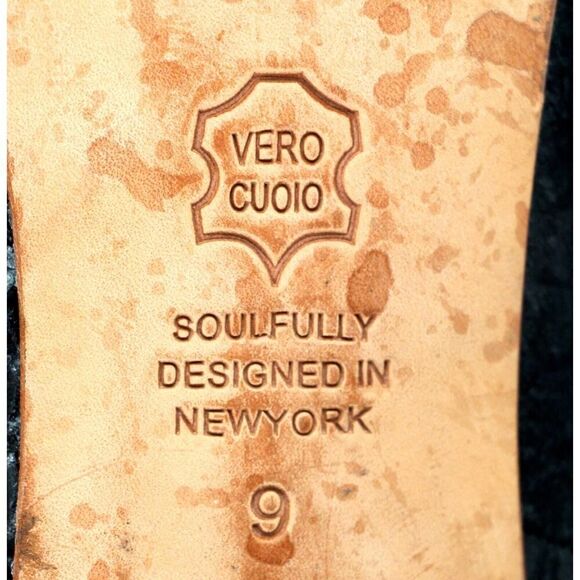 VERO
CUOIO
SOULFULLY
DESIGNED IN
NEWYORK
9